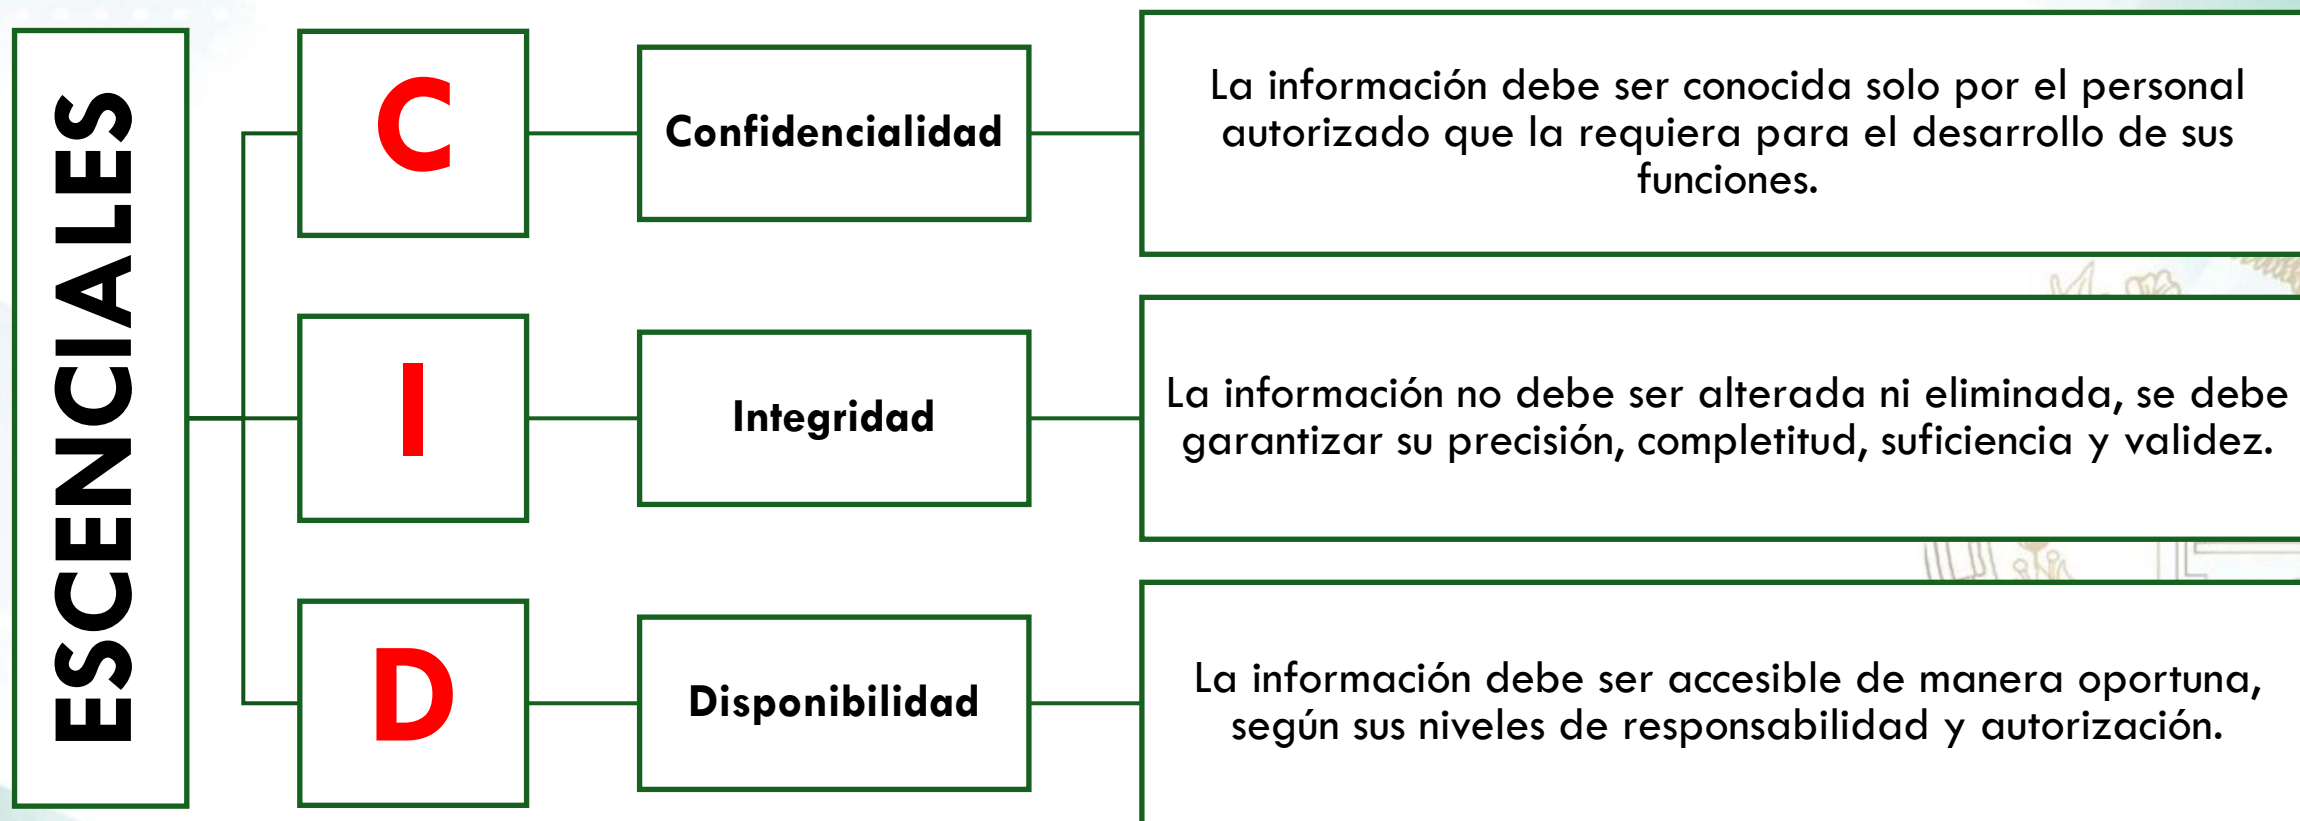 ESCENCIALES
C
Confidencialidad
La información debe ser conocida solo por el personal
autorizado que la requiera para el desarrollo de sus
funciones.
I
Integridad
La información no debe ser alterada ni eliminada, se debe
garantizar su precisión, completitud, suficiencia y validez.
D
Disponibilidad
La información debe ser accesible de manera oportuna,
según sus niveles de responsabilidad y autorización.